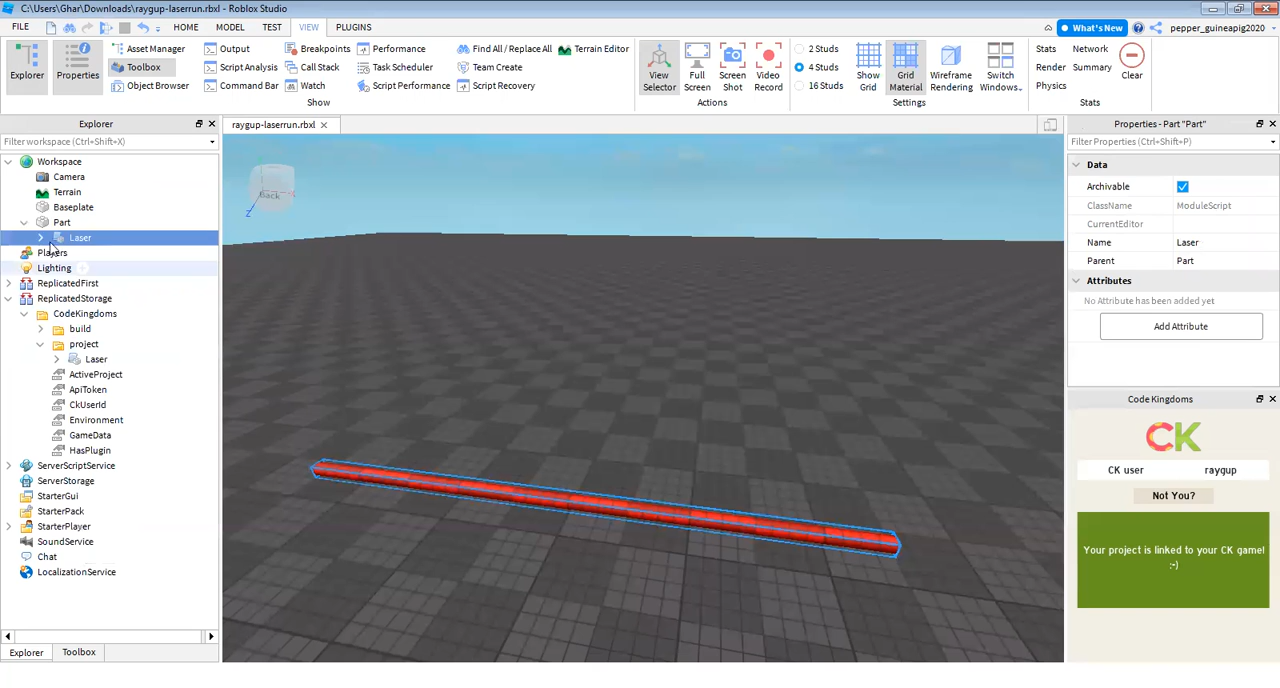 C:\Users\Ghar\Downloads\raygup-laserrun.rbxl - Roblox Studio
FILE HOME MODEL TEST VIEW PLUGINS What's New pepper_guineapig2020
Explorer Properties Asset Manager Toolbox Object Browser Output Script Analysis Command Bar Breakpoints Call Stack Watch Performance Task Scheduler Script Performance Find All / Replace All Team Create Script Recovery Terrain Editor
View Selector Full Screen Screen Shot Video Record 2 Studs 4 Studs 16 Studs Show Grid Grid Material Wireframe Rendering Switch Windows.. Stats Render Physics Network Summary Clear
Show Actions Settings Stats
Explorer
Filter workspace (Ctrl+Shift+X)
Workspace
Camera
Terrain
Baseplate
Part
Laser
Players
Lighting
ReplicatedFirst
ReplicatedStorage
CodeKingdoms
build
project
Laser
ActiveProject
ApiToken
CkUserId
Environment
GameData
HasPlugin
ServerScriptService
ServerStorage
StarterGui
StarterPack
StarterPlayer
SoundService
Chat
LocalizationService
Explorer Toolbox
raygup-laserrun.rbxl
Back
Z
Properties - Part "Part"
Filter Properties (Ctrl+Shift+P)
Data
Archivable
ClassName ModuleScript
CurrentEditor
Name Laser
Parent Part
Attributes
No Attribute has been added yet
Add Attribute
Code Kingdoms
CK
CK user raygup
Not You?
Your project is linked to your CK game!
:-)